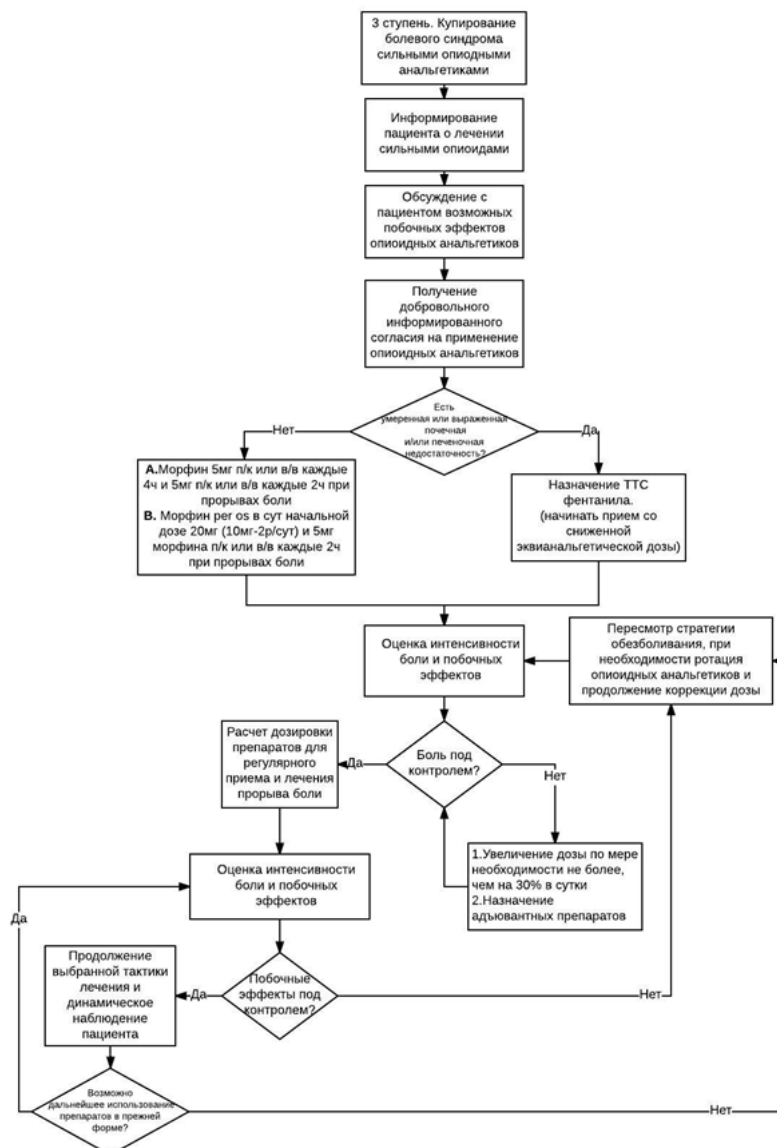 3 ступень. Купирование
болевого синдрома
сильными опиодными
анальгетиками
Информирование
пациента о лечении
сильными опиоидами
Обсуждение с
пациентом возможных
побочных эффектов
опиоидных анальгетиков
Получение
добровольного
информированного
согласия на применение
опиоидных анальгетиков
Есть
умеренная или выраженная
почечная
и/или печеночная
недостаточность?
Нет
Да
А.Морфин 5мг п/к или в/в каждые
4ч и 5мг п/к или в/в каждые 2ч при
прорывах боли
В. Морфин per os в сут начальной
дозе 20мг (10мг-2р/сут) и 5мг
морфина п/к или в/в каждые 2ч
при прорывах боли
Назначение ТТС
фентанила.
(начинать прием со
сниженной
эквианальгетической дозы)
Оценка интенсивности
боли и побочных
эффектов
Пересмотр стратегии
обезболивания, при
необходимости ротация
опиоидных анальгетиков и
продолжение коррекции дозы
Расчет дозировки
препаратов для
регулярного
приема и лечения
прорыва боли
Да
Боль под
контролем?
Нет
1.Увеличение дозы по мере
необходимости не более,
чем на 30% в сутки
2.Назначение
адъювантных препаратов
Оценка интенсивности
боли и побочных
эффектов
Да
Продолжение
выбранной тактики
лечения и
динамическое
наблюдение
пациента
Да
Побочные
эффекты под
контролем?
Нет
Возможно
дальнейшее использование
препаратов в прежней
форме?
Нет